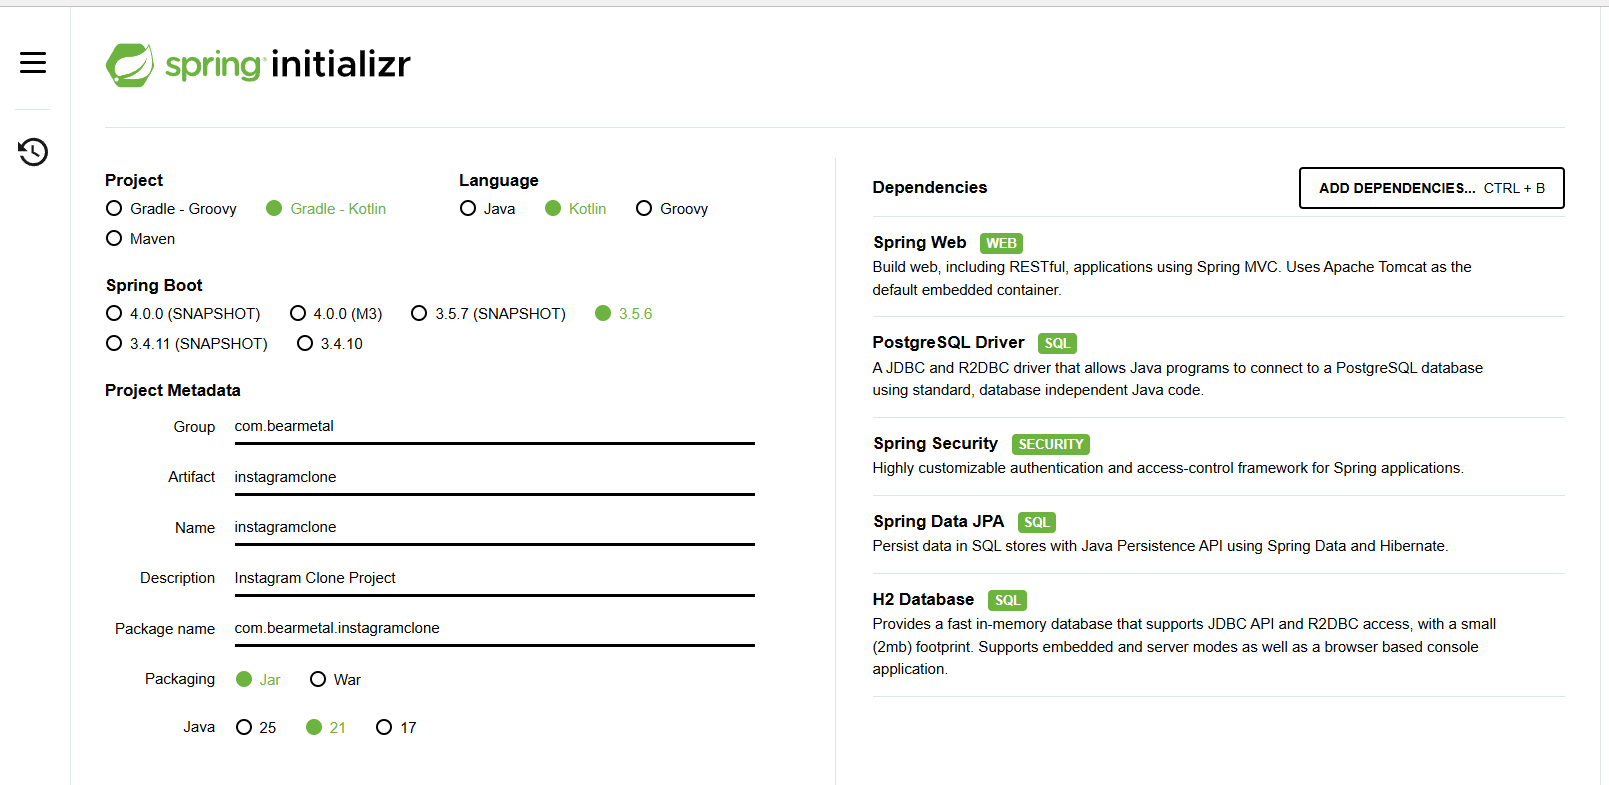 spring initializr
Project
Gradle - Groovy Gradle - Kotlin
Maven
Language
Java Kotlin Groovy
Spring Boot
4.0.0 (SNAPSHOT) 4.0.0 (M3) 3.5.7 (SNAPSHOT) 3.5.6
3.4.11 (SNAPSHOT) 3.4.10
Project Metadata
Group com.bearmetal
Artifact instagramclone
Name instagramclone
Description Instagram Clone Project
Package name com.bearmetal.instagramclone
Packaging Jar War
Java 25 21 17
Dependencies ADD DEPENDENCIES... CTRL + B
Spring Web WEB
Build web, including RESTful, applications using Spring MVC. Uses Apache Tomcat as the
default embedded container.
PostgreSQL Driver SQL
A JDBC and R2DBC driver that allows Java programs to connect to a PostgreSQL database
using standard, database independent Java code.
Spring Security SECURITY
Highly customizable authentication and access-control framework for Spring applications.
Spring Data JPA SQL
Persist data in SQL stores with Java Persistence API using Spring Data and Hibernate.
H2 Database SQL
Provides a fast in-memory database that supports JDBC API and R2DBC access, with a small
(2mb) footprint. Supports embedded and server modes as well as a browser based console
application.